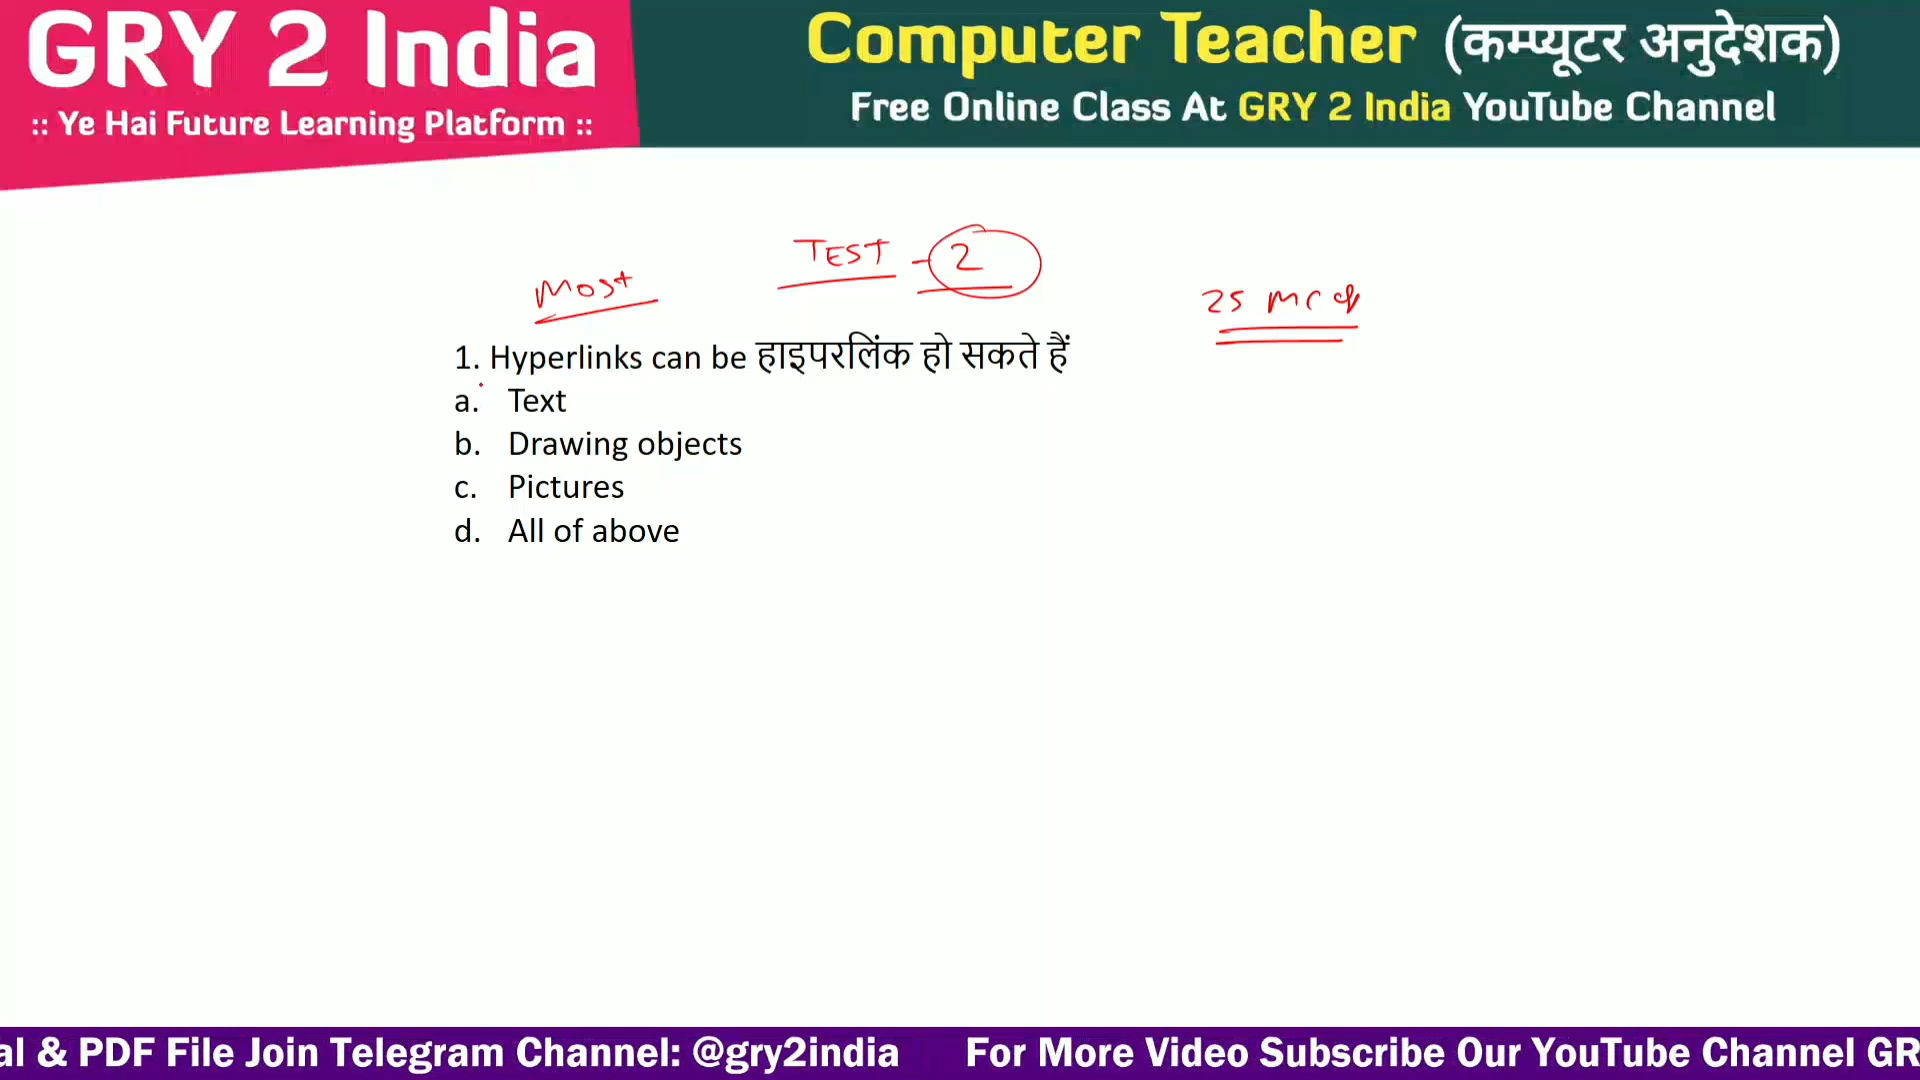 GRY 2 India
:: Ye Hai Future Learning Platform ::
Computer Teacher (कम्प्यूटर अनुदेशक)
Free Online Class At GRY 2 India YouTube Channel
TEST - 2
MOST
25 MCQ
1. Hyperlinks can be हाइपरलिंक हो सकते हैं
a. Text
b. Drawing objects
c. Pictures
d. All of above
al & PDF File Join Telegram Channel: @gry2india For More Video Subscribe Our YouTube Channel GR